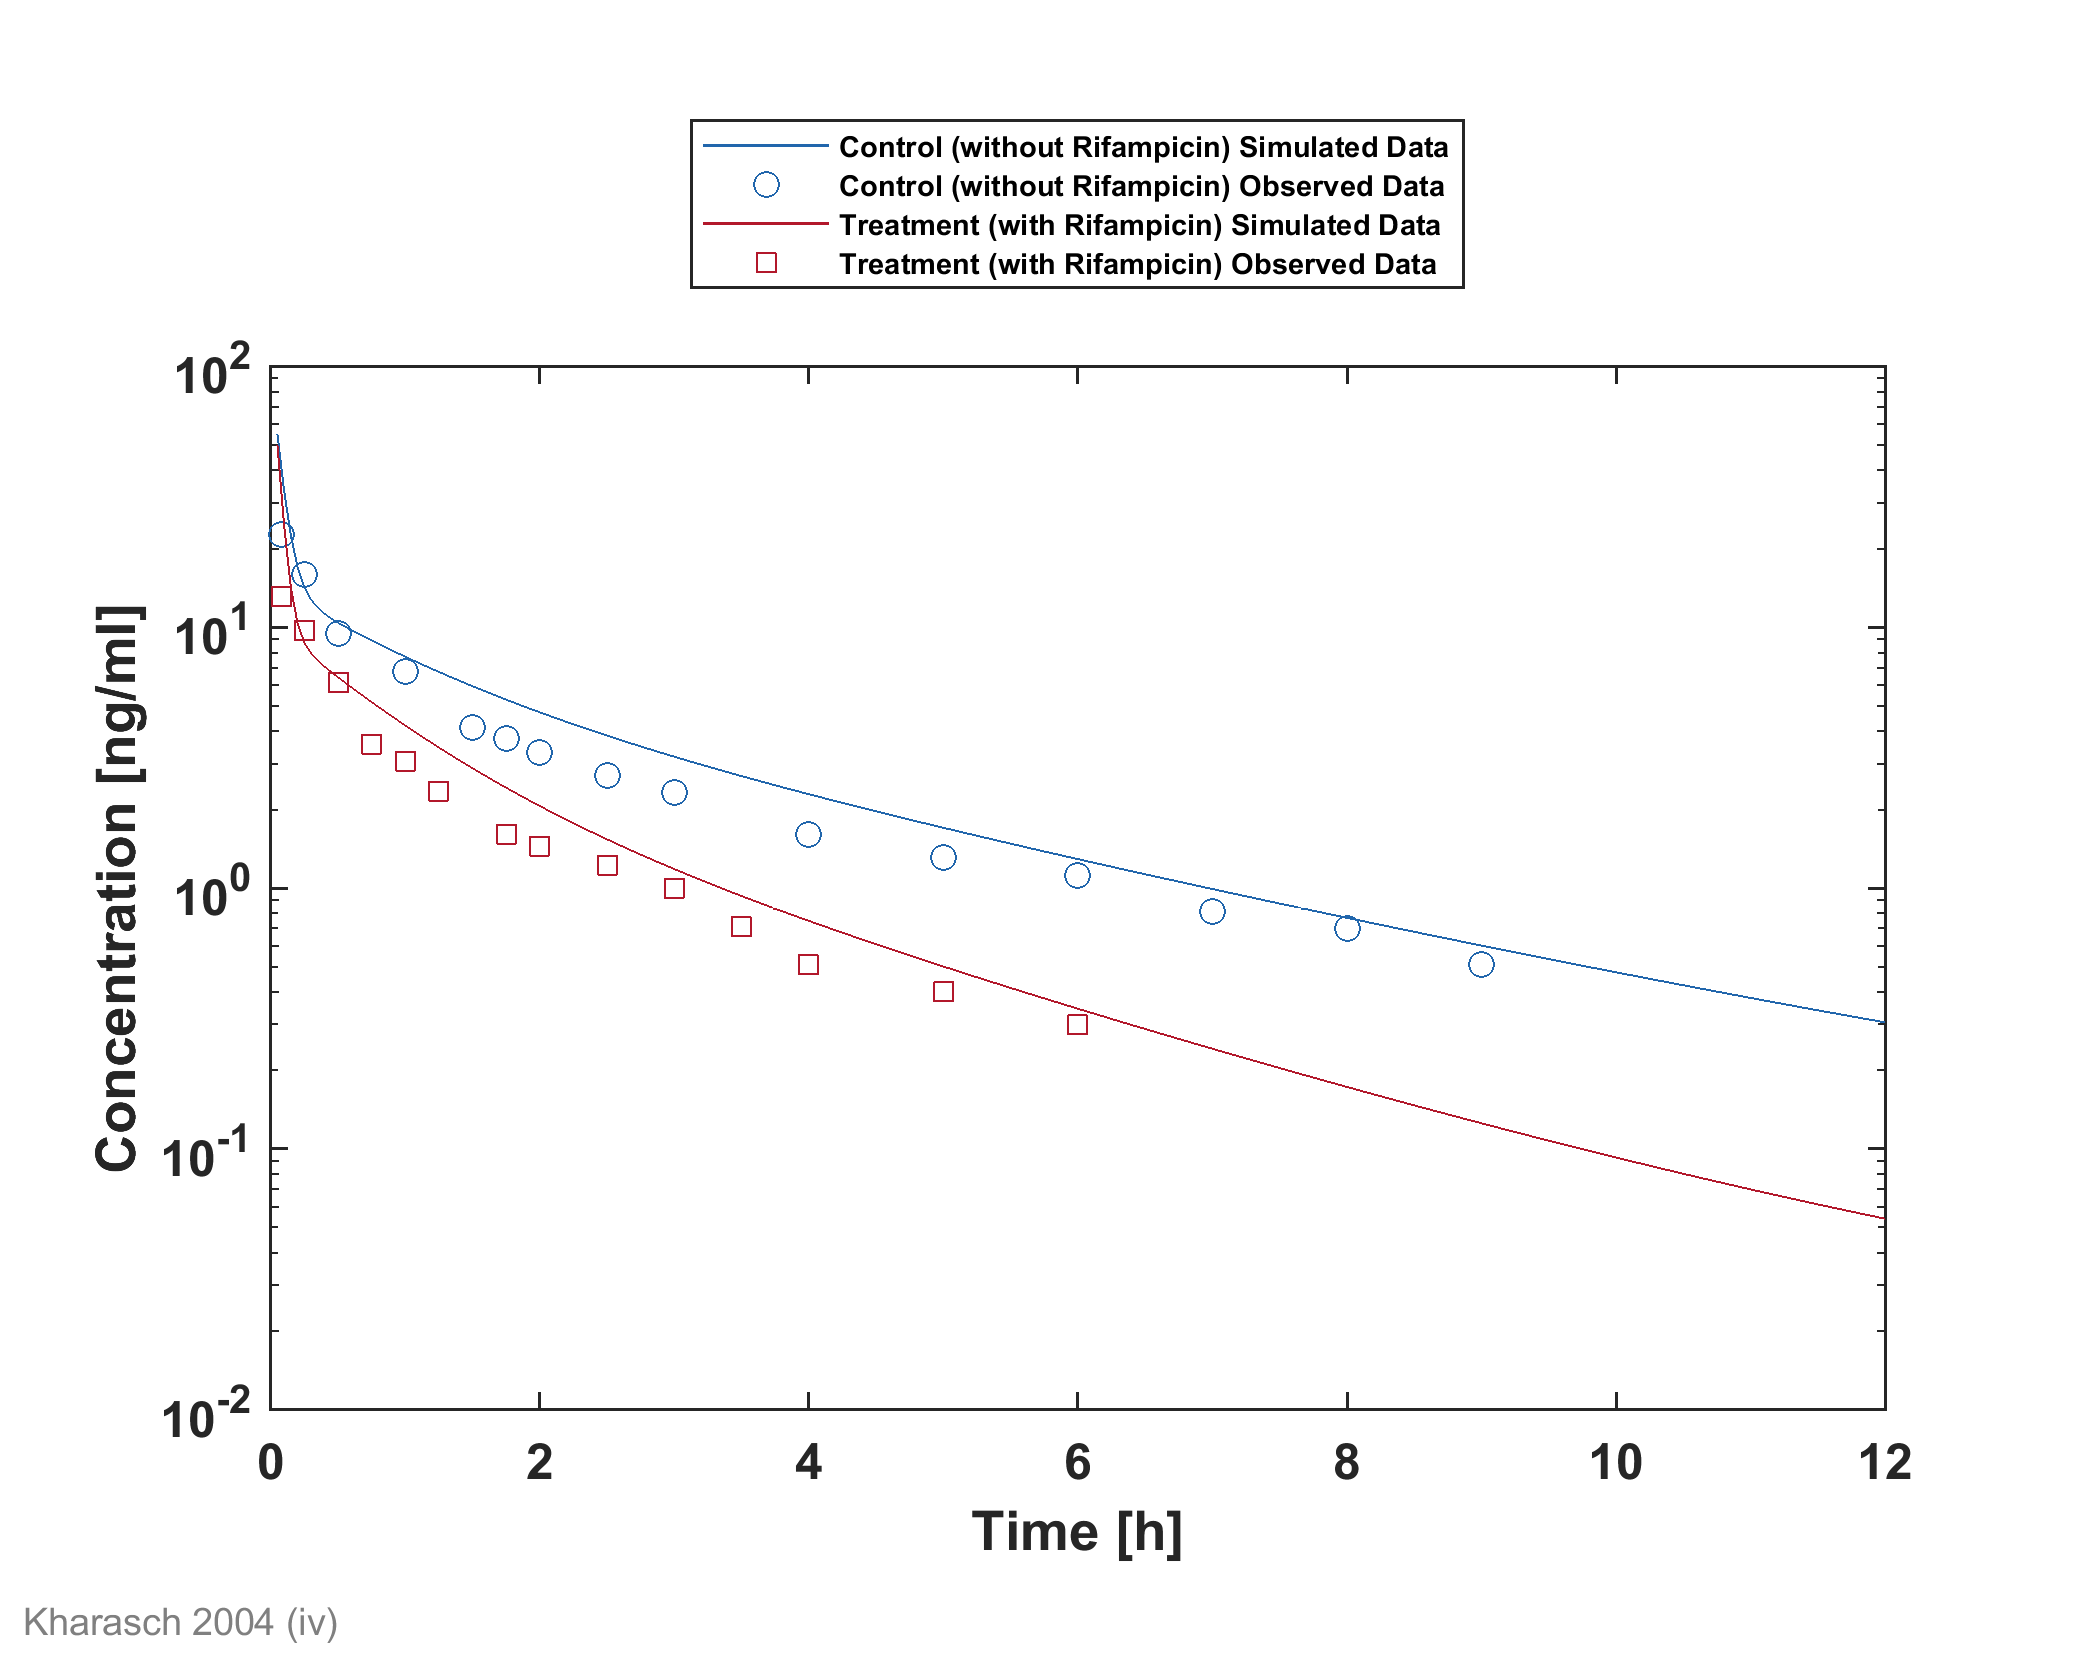 Control (without Rifampicin) Simulated Data
Control (without Rifampicin) Observed Data
Treatment (with Rifampicin) Simulated Data
Treatment (with Rifampicin) Observed Data
10^2
10^1
10^0
10^-1
10^-2
Concentration [ng/ml]
0 2 4 6 8 10 12
Time [h]
Kharasch 2004 (iv)